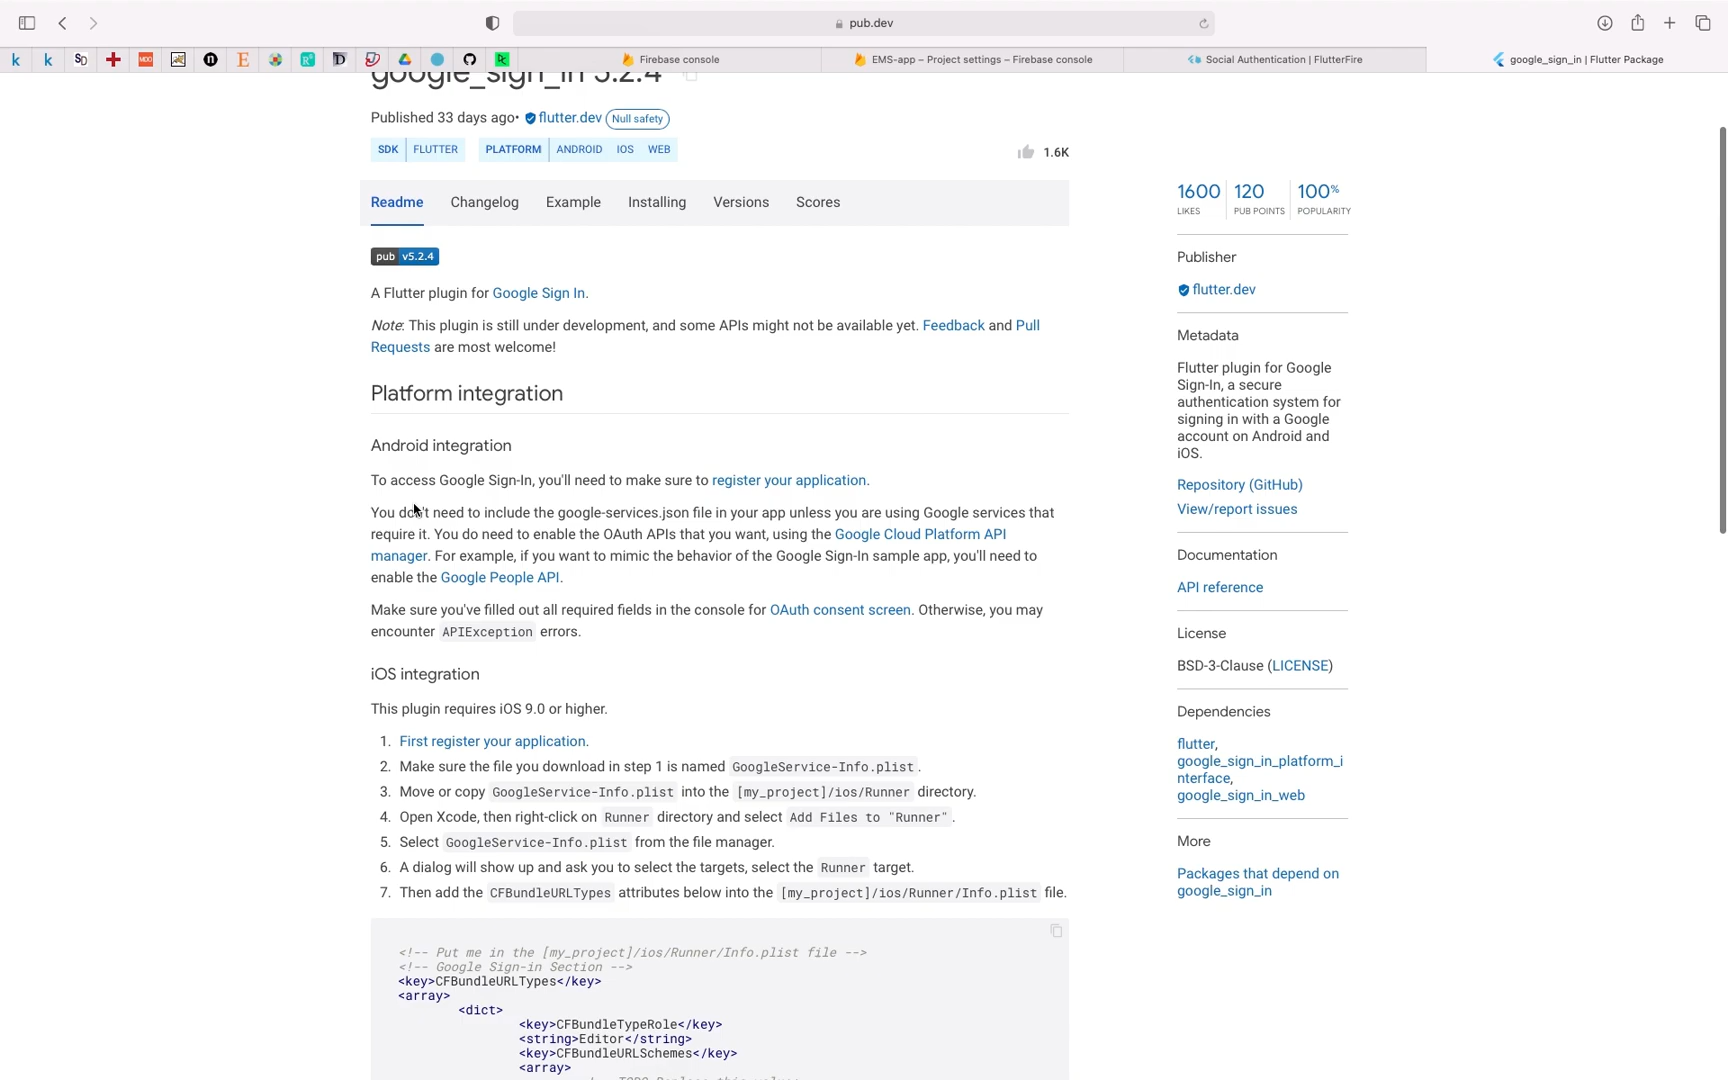 pub.dev
Firebase console
EMS-app – Project settings – Firebase console
Social Authentication | FlutterFire
google_sign_in | Flutter Package
google_sign_in 5.2.4
Published 33 days ago• flutter.dev Null safety
SDK FLUTTER PLATFORM ANDROID IOS WEB
1.6K
Readme Changelog Example Installing Versions Scores
pub v5.2.4
A Flutter plugin for Google Sign In.
Note: This plugin is still under development, and some APIs might not be available yet. Feedback and Pull
Requests are most welcome!
Platform integration
Android integration
To access Google Sign-In, you'll need to make sure to register your application.
You don't need to include the google-services.json file in your app unless you are using Google services that
require it. You do need to enable the OAuth APIs that you want, using the Google Cloud Platform API
manager. For example, if you want to mimic the behavior of the Google Sign-In sample app, you'll need to
enable the Google People API.
Make sure you've filled out all required fields in the console for OAuth consent screen. Otherwise, you may
encounter APIException errors.
iOS integration
This plugin requires iOS 9.0 or higher.
1. First register your application.
2. Make sure the file you download in step 1 is named GoogleService-Info.plist.
3. Move or copy GoogleService-Info.plist into the [my_project]/ios/Runner directory.
4. Open Xcode, then right-click on Runner directory and select Add Files to "Runner".
5. Select GoogleService-Info.plist from the file manager.
6. A dialog will show up and ask you to select the targets, select the Runner target.
7. Then add the CFBundleURLTypes attributes below into the [my_project]/ios/Runner/Info.plist file.
<!-- Put me in the [my_project]/ios/Runner/Info.plist file -->
<!-- Google Sign-in Section -->
<key>CFBundleURLTypes</key>
<array>
<dict>
<key>CFBundleTypeRole</key>
<string>Editor</string>
<key>CFBundleURLSchemes</key>
<array>
1600 120 100%
LIKES PUB POINTS POPULARITY
Publisher
flutter.dev
Metadata
Flutter plugin for Google
Sign-In, a secure
authentication system for
signing in with a Google
account on Android and
iOS.
Repository (GitHub)
View/report issues
Documentation
API reference
License
BSD-3-Clause (LICENSE)
Dependencies
flutter,
google_sign_in_platform_i
nterface,
google_sign_in_web
More
Packages that depend on
google_sign_in